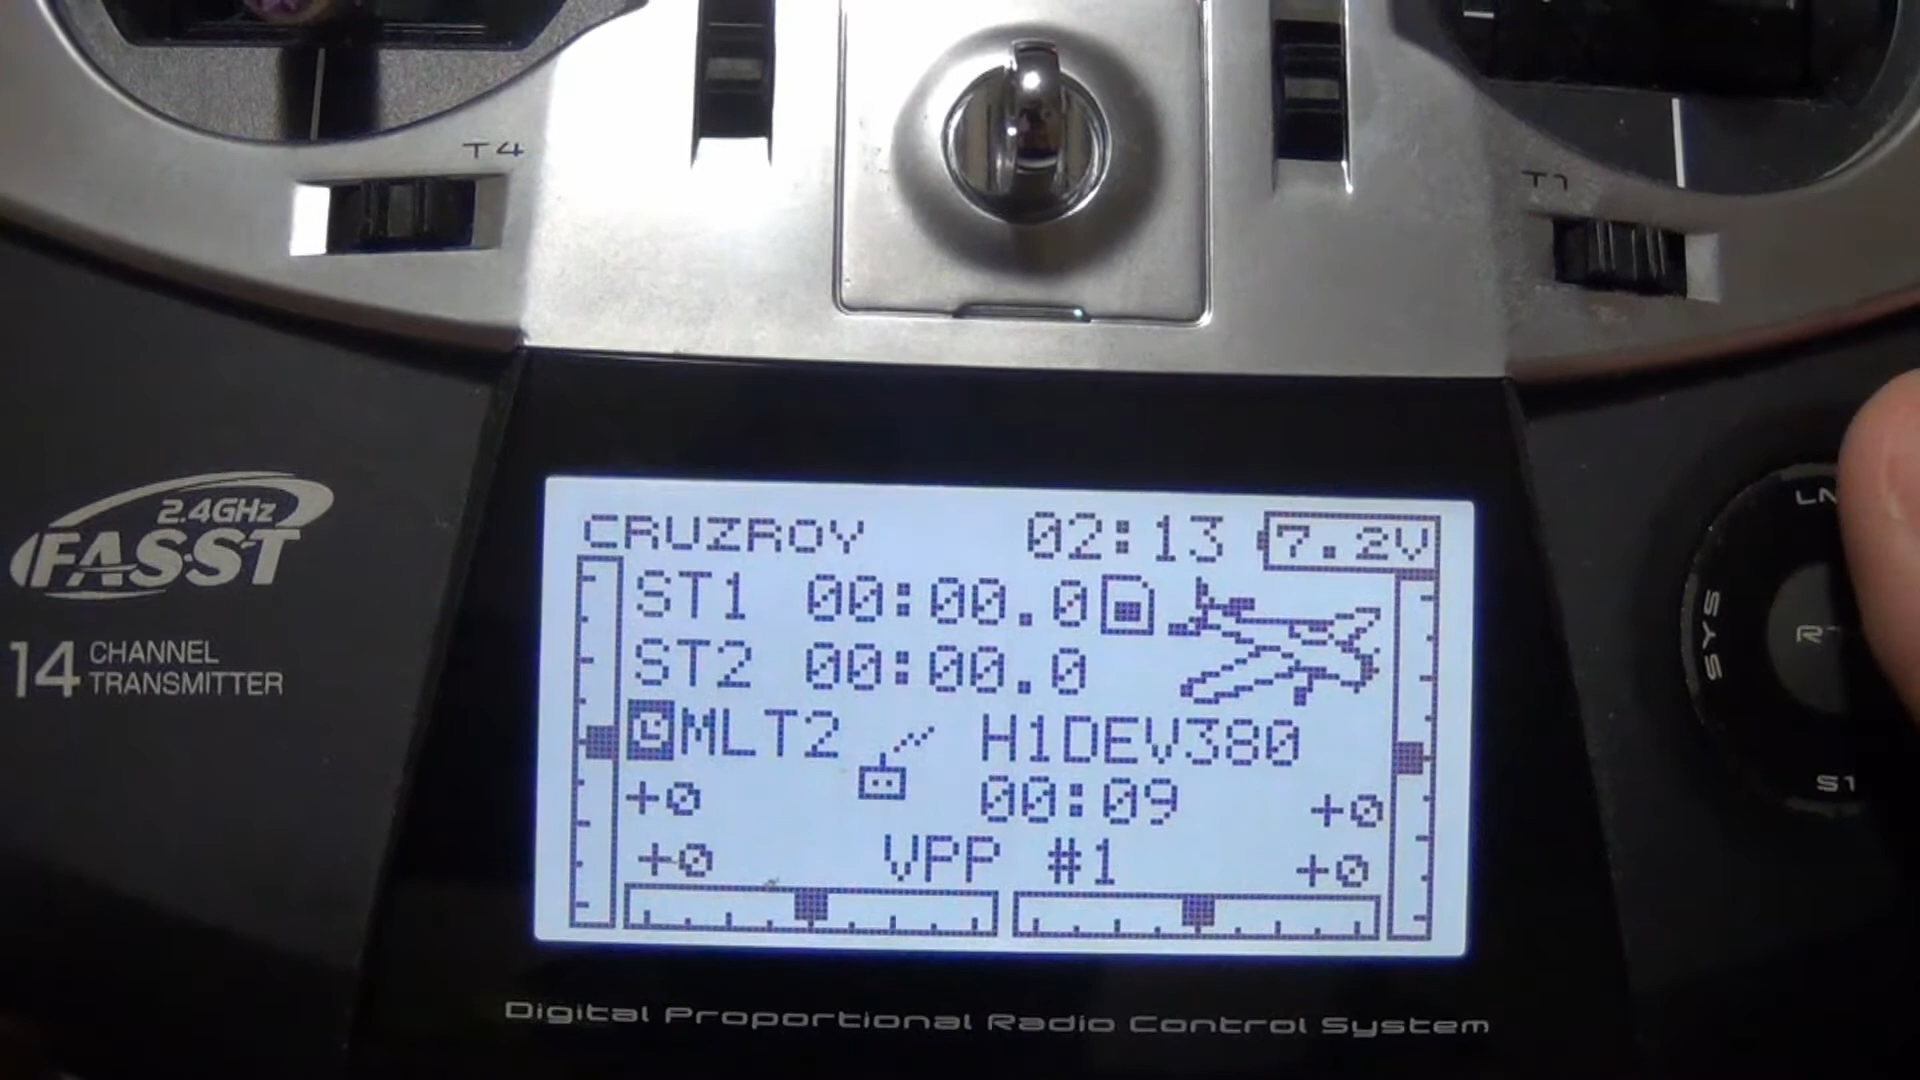 T4
T1
2.4GHz
FASST
14 CHANNEL
TRANSMITTER
CRUZROY 02:13 7.2V
ST1 00:00.0
ST2 00:00.0
MLT2 H1DEV380
+0 00:09 +0
+0 VPP #1 +0
SYS
S1
Digital Proportional Radio Control System